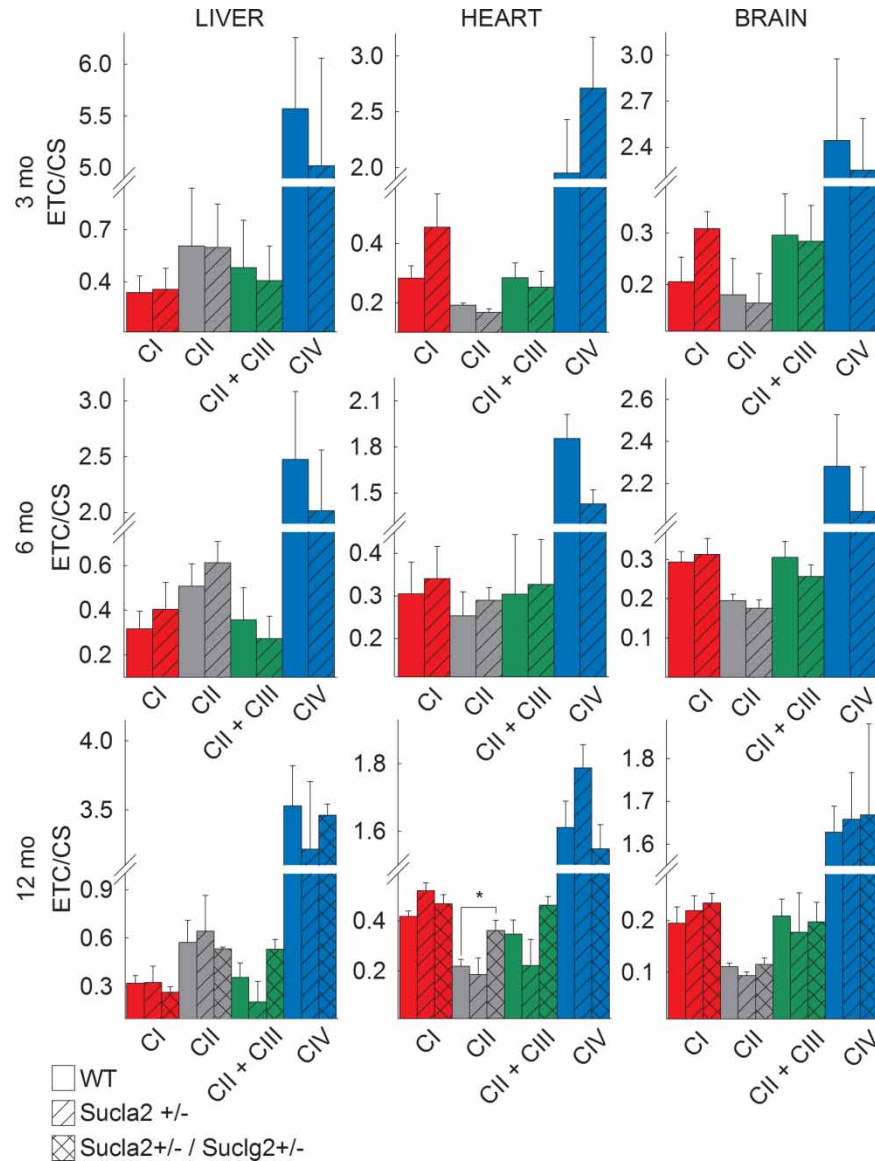 LIVER HEART BRAIN
3 mo
ETC/CS
6.0
5.5
5.0
0.7
0.4
CI CII CII + CIII CIV
3.0
2.0
0.4
0.2
CI CII CII + CIII CIV
3.0
2.7
2.4
0.3
0.2
CI CII CII + CIII CIV
6 mo
ETC/CS
3.0
2.5
2.0
0.6
0.4
0.2
CI CII CII + CIII CIV
2.1
1.8
1.5
0.4
0.3
0.2
CI CII CII + CIII CIV
2.6
2.4
2.2
0.3
0.2
0.1
CI CII CII + CIII CIV
12 mo
ETC/CS
4.0
3.5
0.9
0.6
0.3
CI CII CII + CIII CIV
1.8
1.6
0.4
0.2
*
CI CII CII + CIII CIV
1.8
1.7
1.6
0.2
0.1
CI CII CII + CIII CIV
WT
Sucla2 +/-
Sucla2+/- / Suclg2+/-